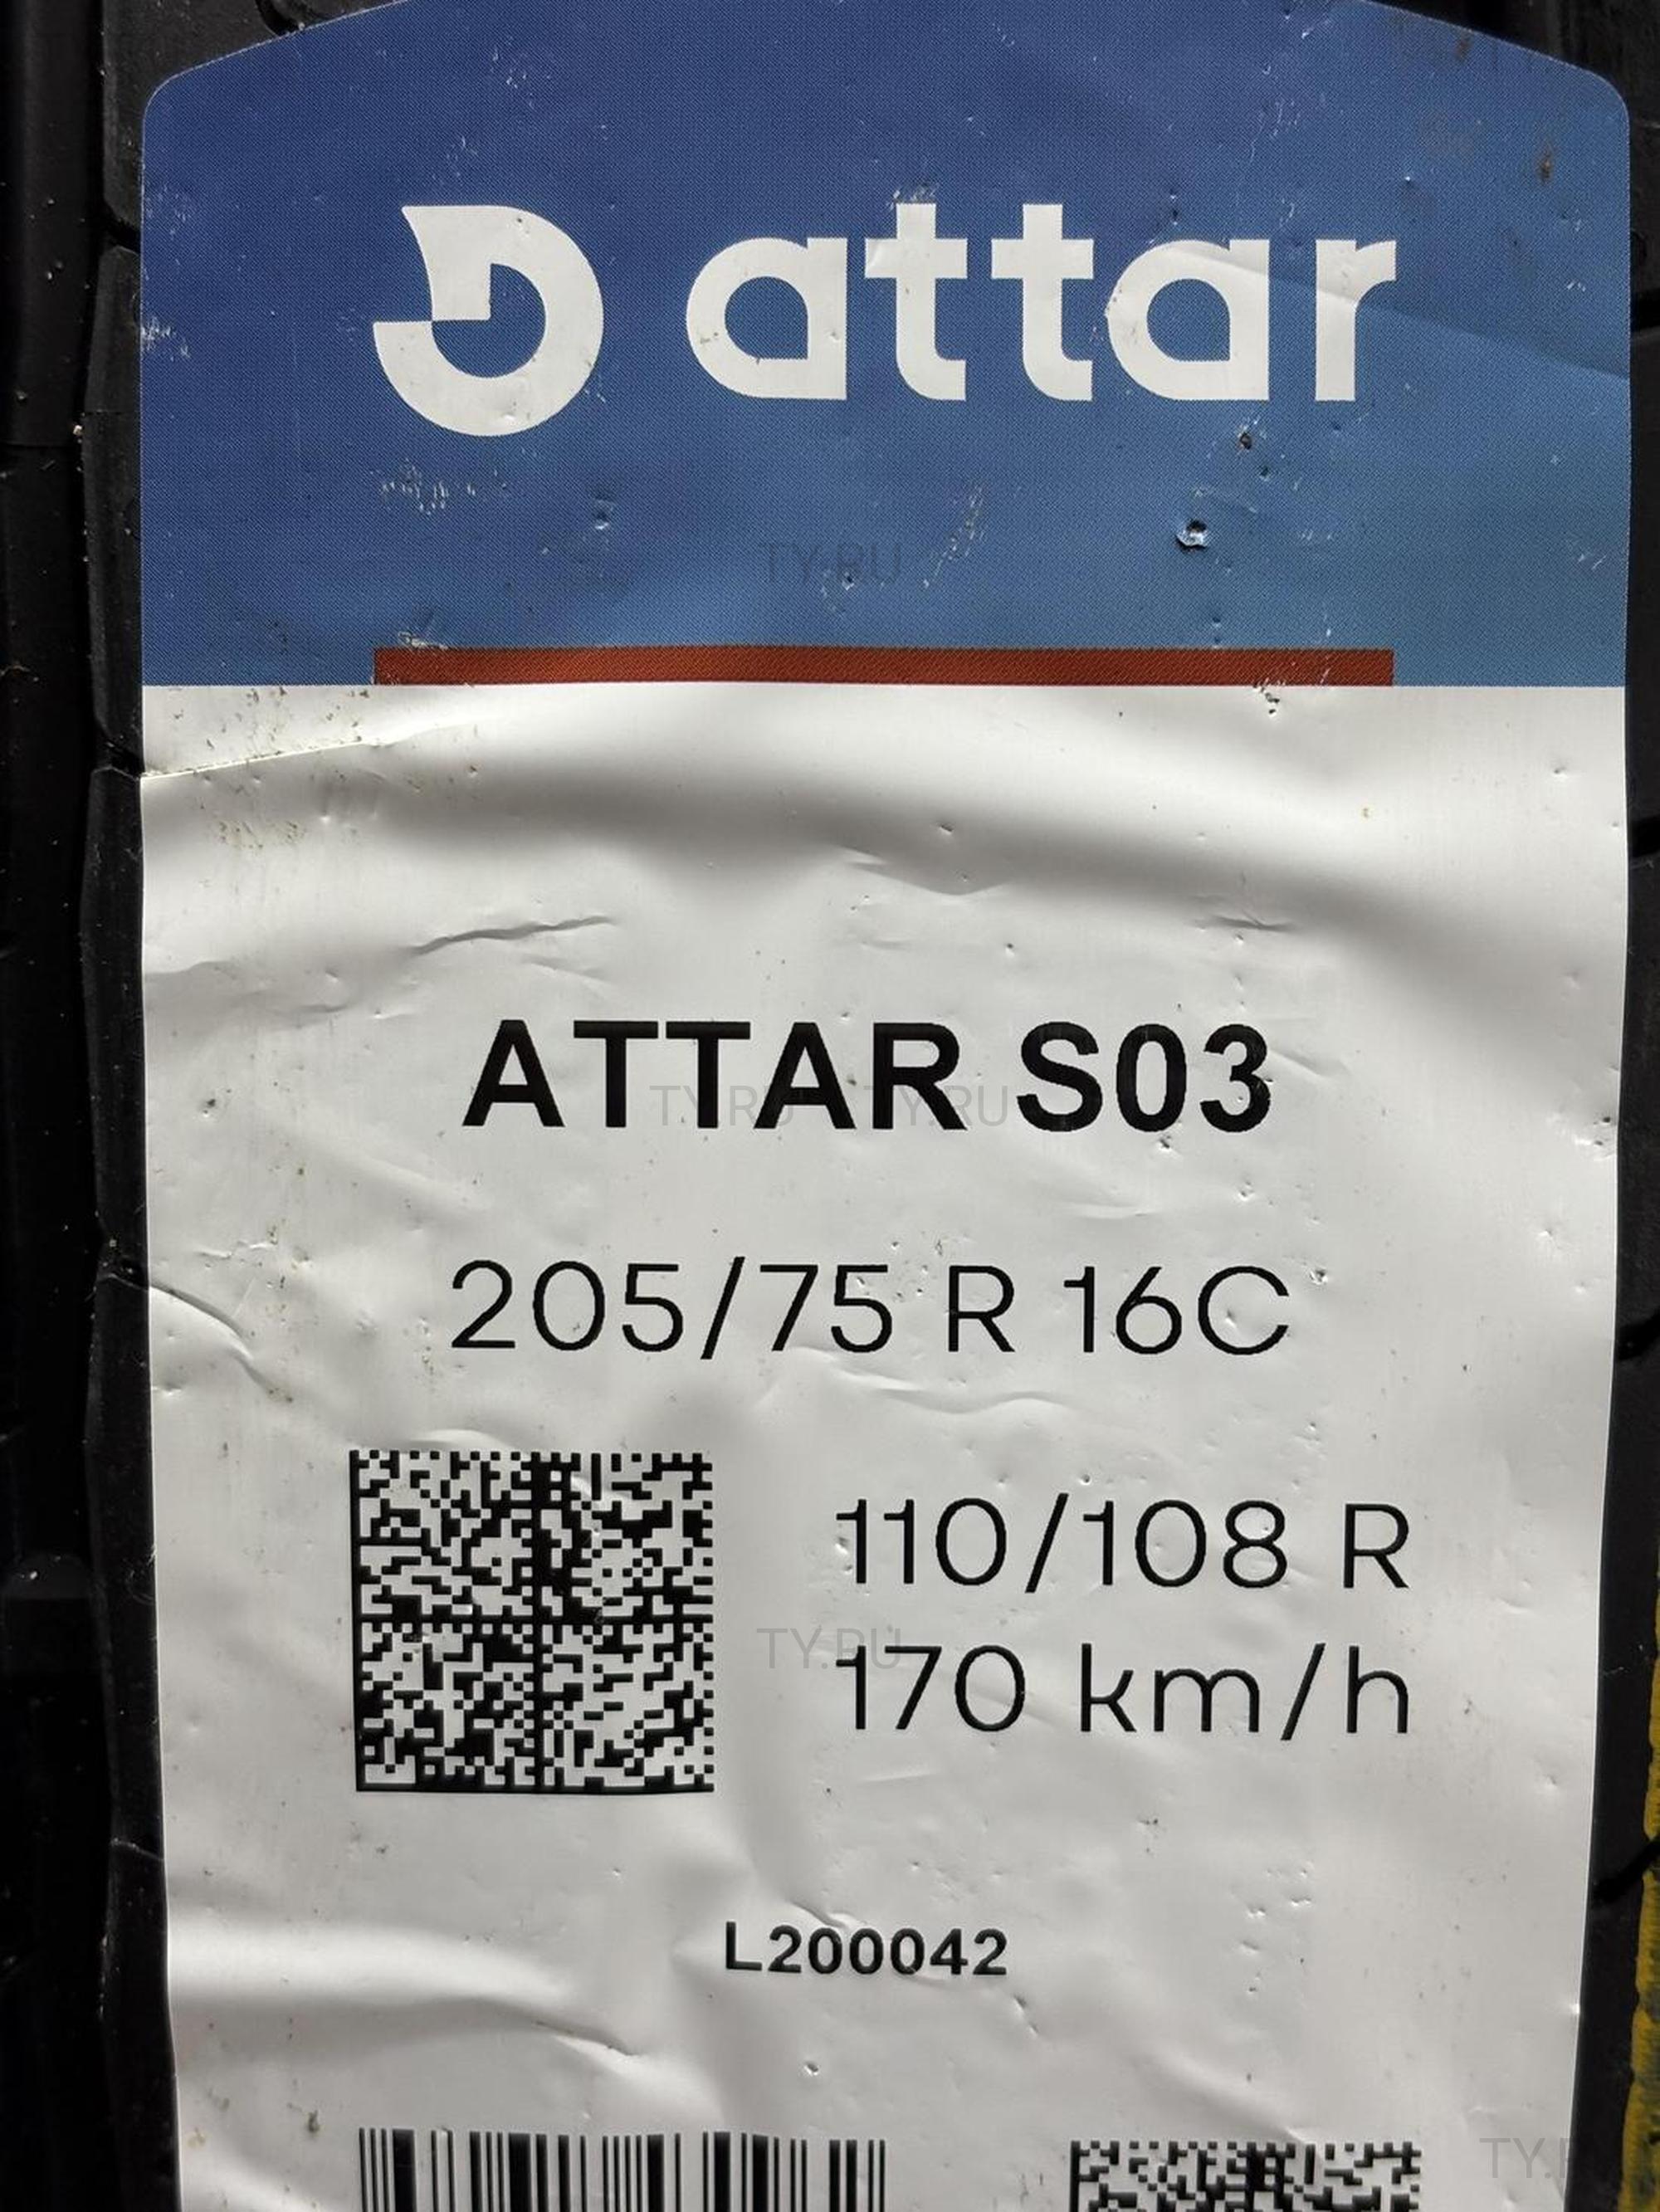 attar
TY.RU
ATTAR S03
TY.RU TY.RU
205/75 R 16C
110/108 R
TY.RU
170 km/h
L200042